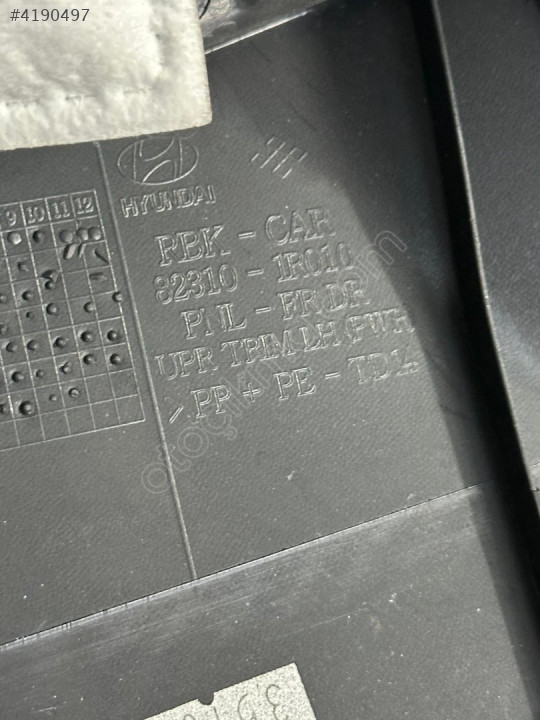 #4190497
9 10 11 12
HYUNDAI
RBK - CAR
82310 - 1R010
PNL - FR DR
UPR TRIM LH (PWR
PP + PE - TD14